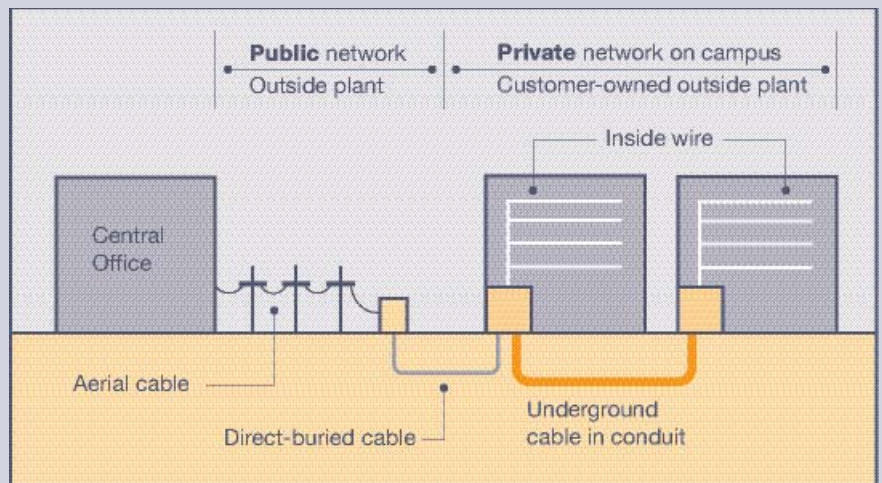 Public network
Outside plant
Private network on campus
Customer-owned outside plant
Inside wire
Central
Office
Aerial cable
Direct-buried cable
Underground
cable in conduit